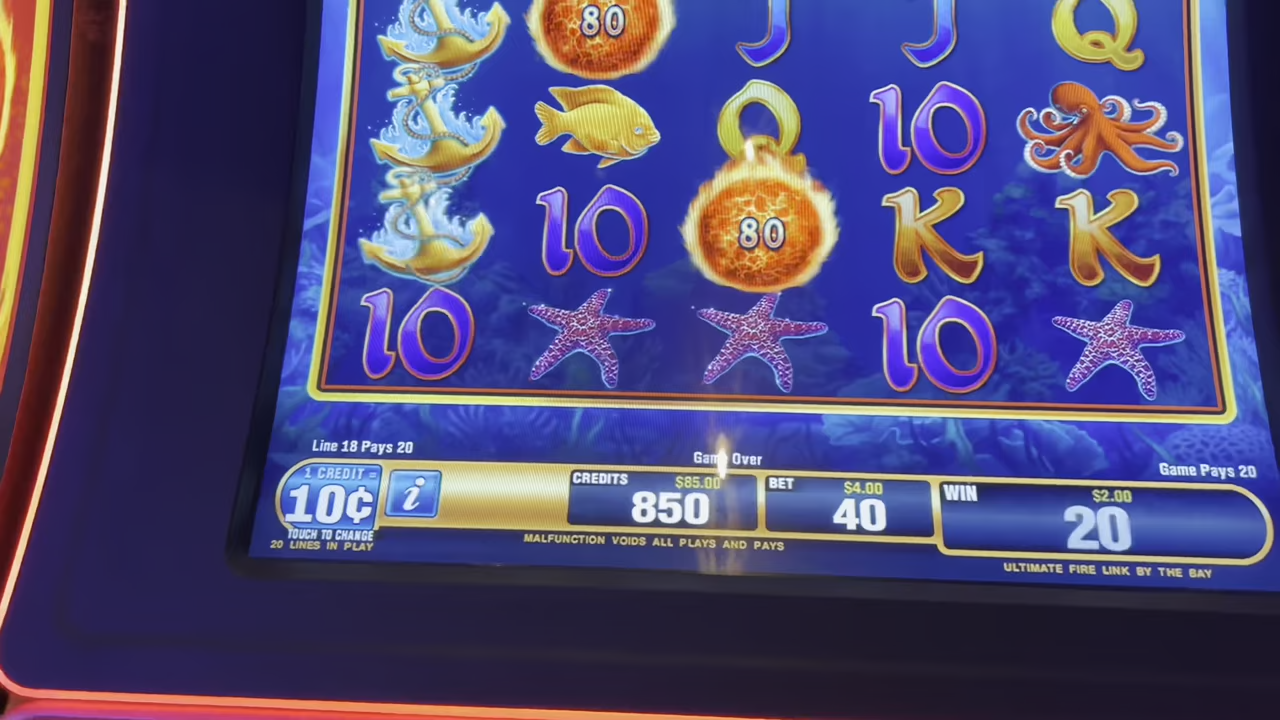 80 J J Q
Q 10
10 80 K K
10 10
Line 18 Pays 20
Game Over
Game Pays 20
1 CREDIT =
10¢
TOUCH TO CHANGE
20 LINES IN PLAY
i
CREDITS $85.00
850
BET $4.00
40
WIN $2.00
20
MALFUNCTION VOIDS ALL PLAYS AND PAYS
ULTIMATE FIRE LINK BY THE BAY